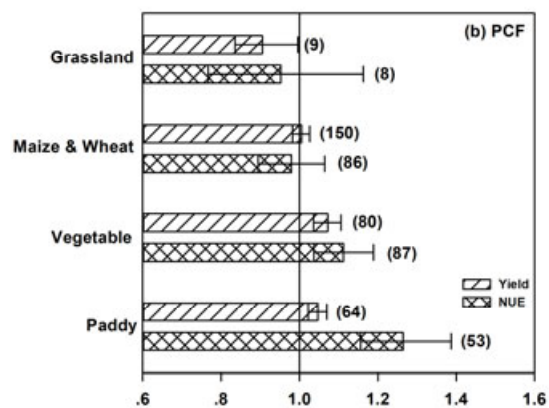 (b) PCF
Grassland
(9)
(8)
Maize & Wheat
(150)
(86)
Vegetable
(80)
(87)
Yield
NUE
Paddy
(64)
(53)
.6 .8 1.0 1.2 1.4 1.6